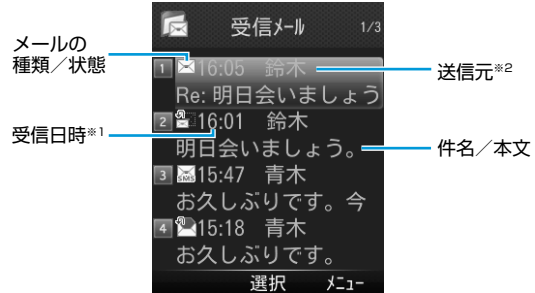 受信メール 1/3
メールの
種類／状態
1 16:05 鈴木
送信元※2
Re: 明日会いましょう
2 16:01 鈴木
受信日時※1
明日会いましょう。
件名／本文
3 SMS 15:47 青木
お久しぶりです。今
4 15:18 青木
お久しぶりです。
選択 メニュー